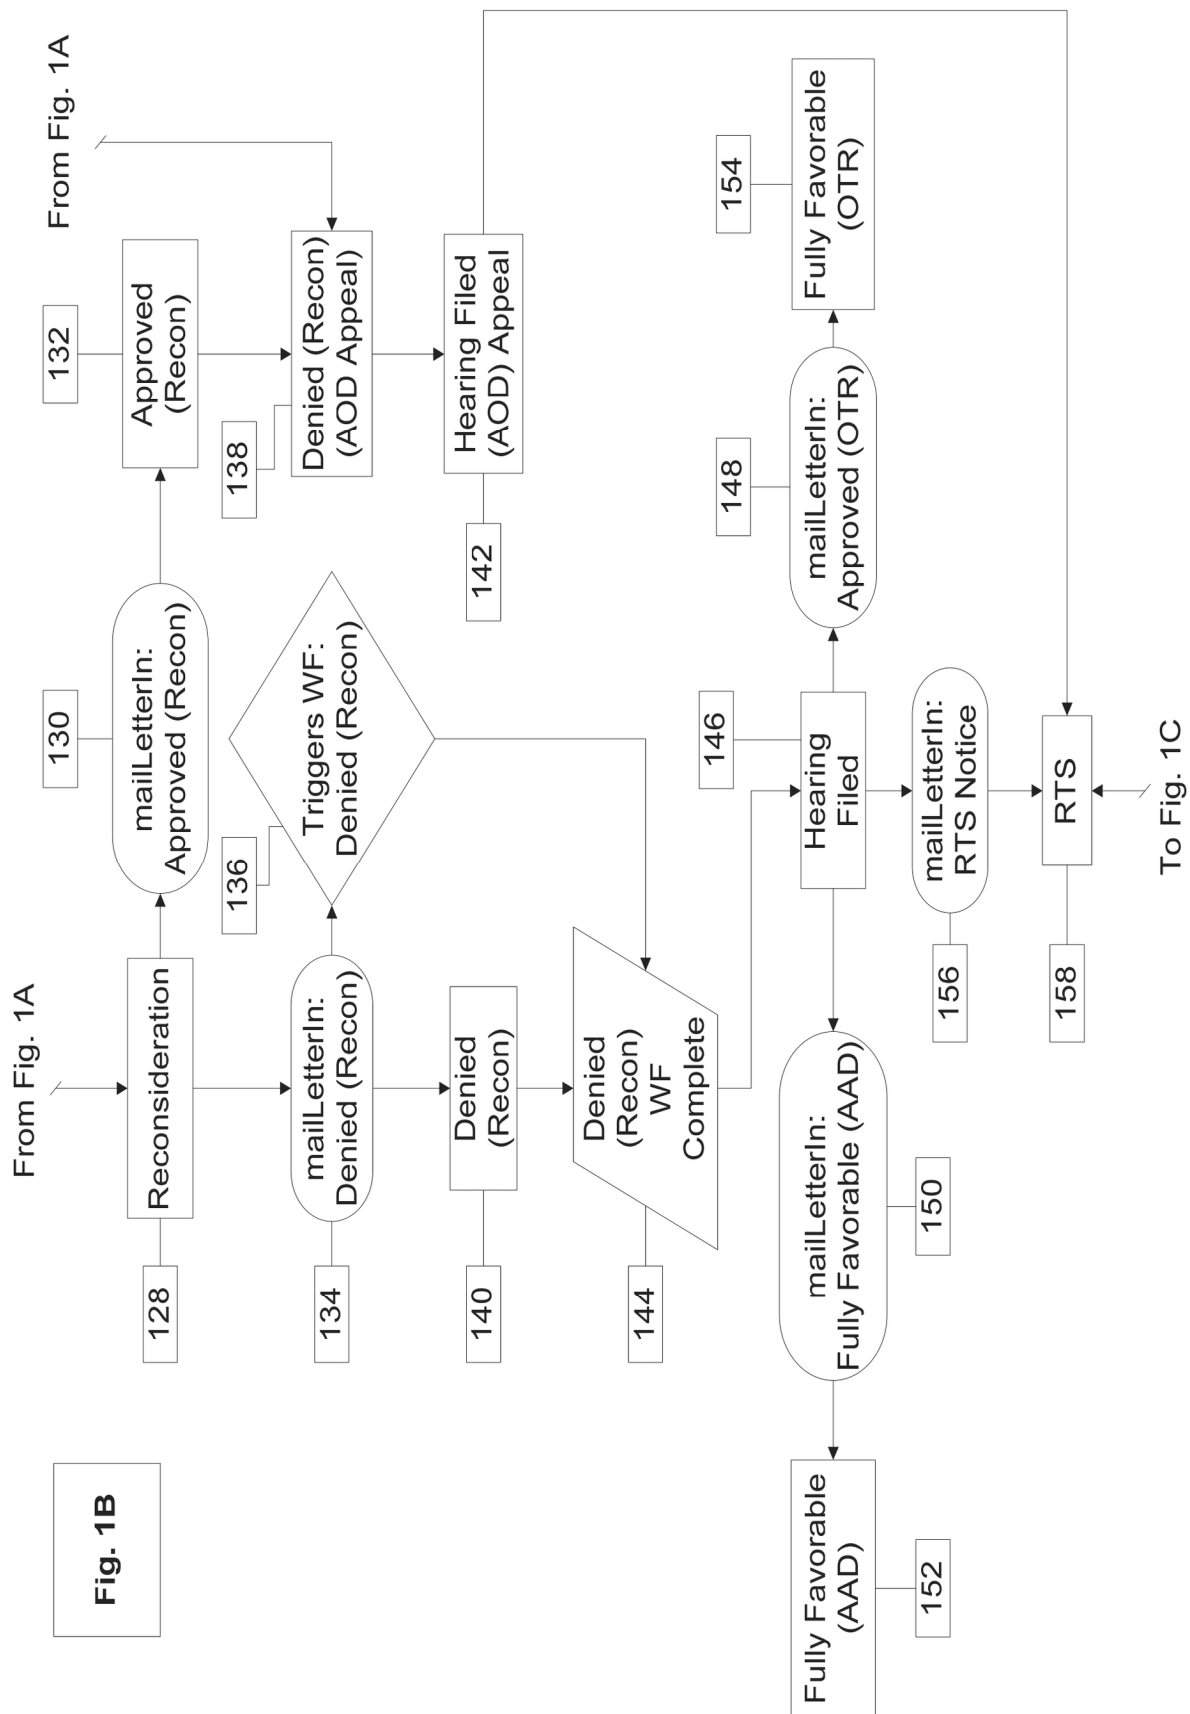 Fig. 1B
From Fig. 1A
From Fig. 1A
128
Reconsideration
130
mailLetterIn:
Approved (Recon)
132
Approved
(Recon)
134
mailLetterIn:
Denied (Recon)
136
Triggers WF:
Denied (Recon)
138
Denied (Recon)
(AOD Appeal)
140
Denied
(Recon)
142
Hearing Filed
(AOD) Appeal
144
Denied
(Recon)
WF
Complete
146
Hearing
Filed
148
mailLetterIn:
Approved (OTR)
154
Fully Favorable
(OTR)
mailLetterIn:
Fully Favorable (AAD)
150
Fully Favorable
(AAD)
152
156
mailLetterIn:
RTS Notice
158
RTS
To Fig. 1C